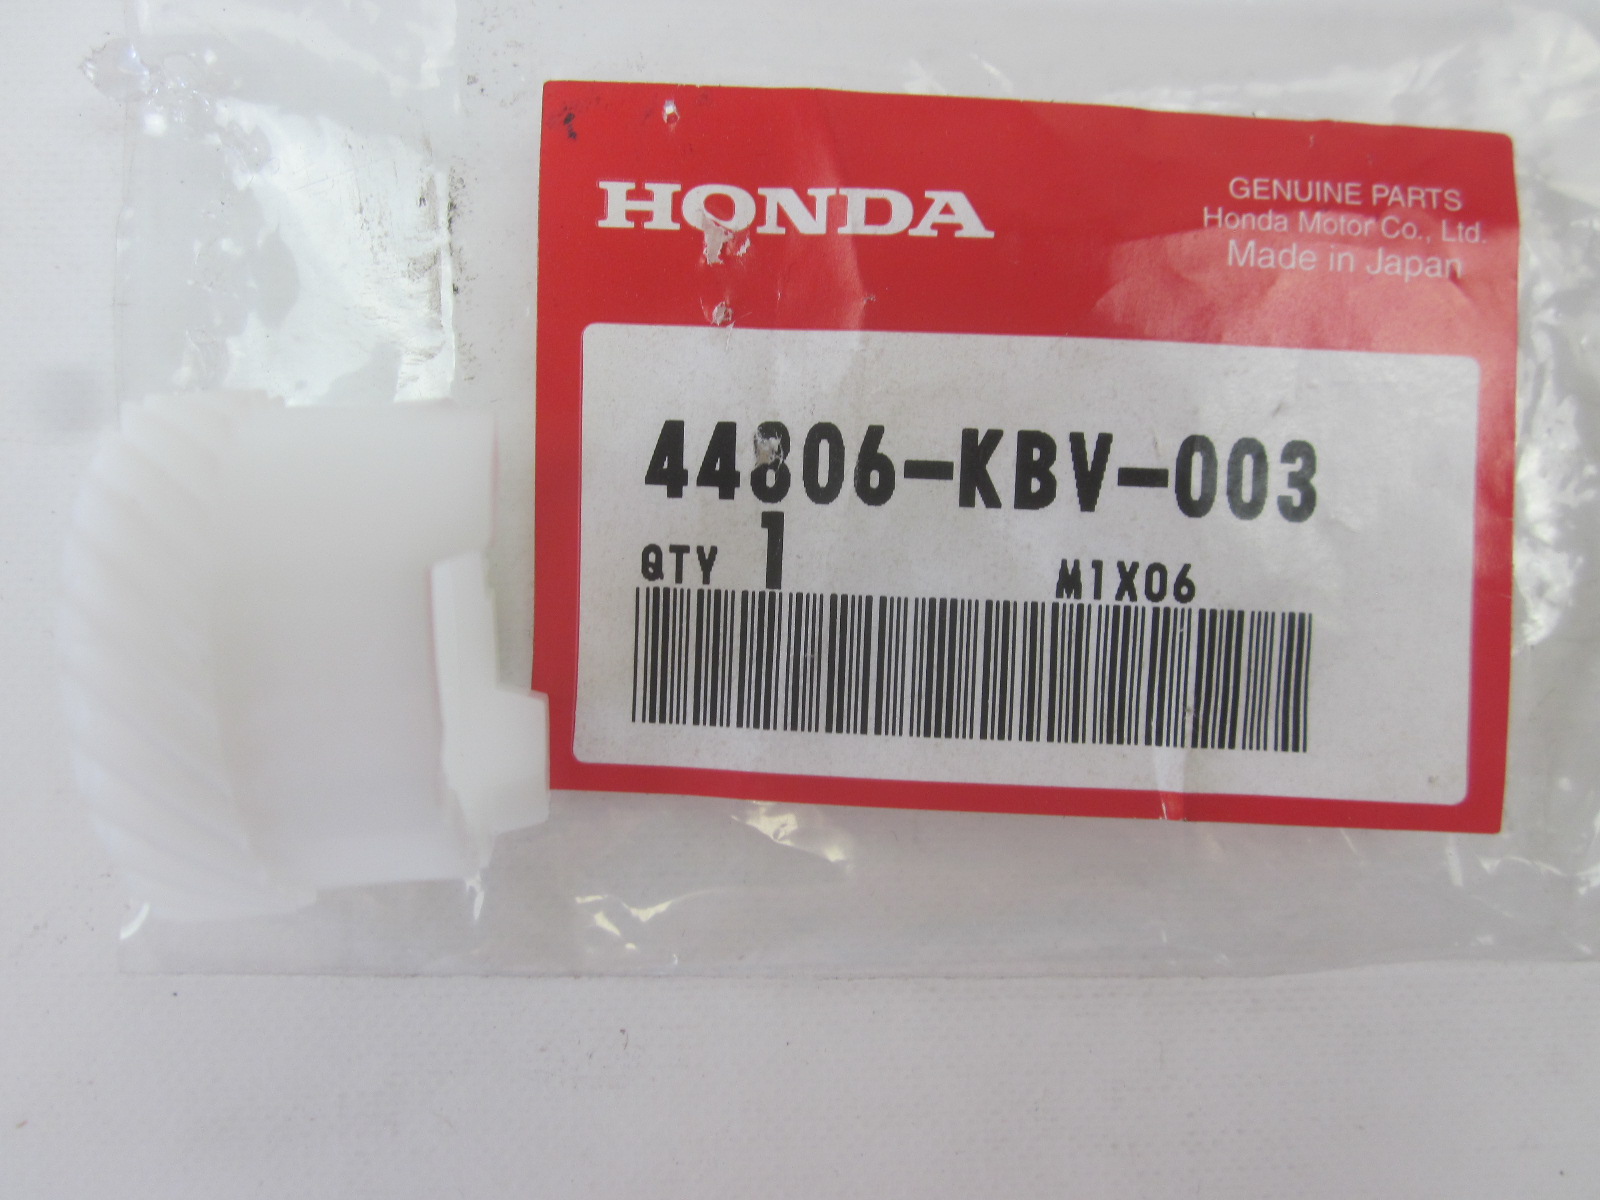 HONDA
GENUINE PARTS
Honda Motor Co., Ltd.
Made in Japan
44806-KBV-003
QTY 1 M1X06